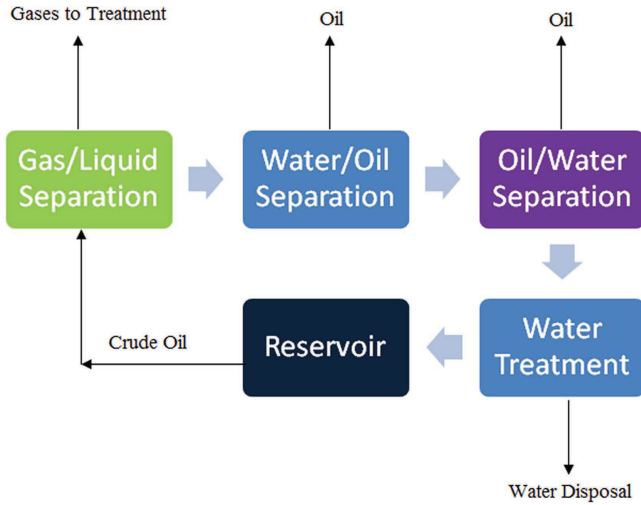 Gases to Treatment
Oil
Oil
Gas/Liquid
Separation
Water/Oil
Separation
Oil/Water
Separation
Crude Oil
Reservoir
Water
Treatment
Water Disposal